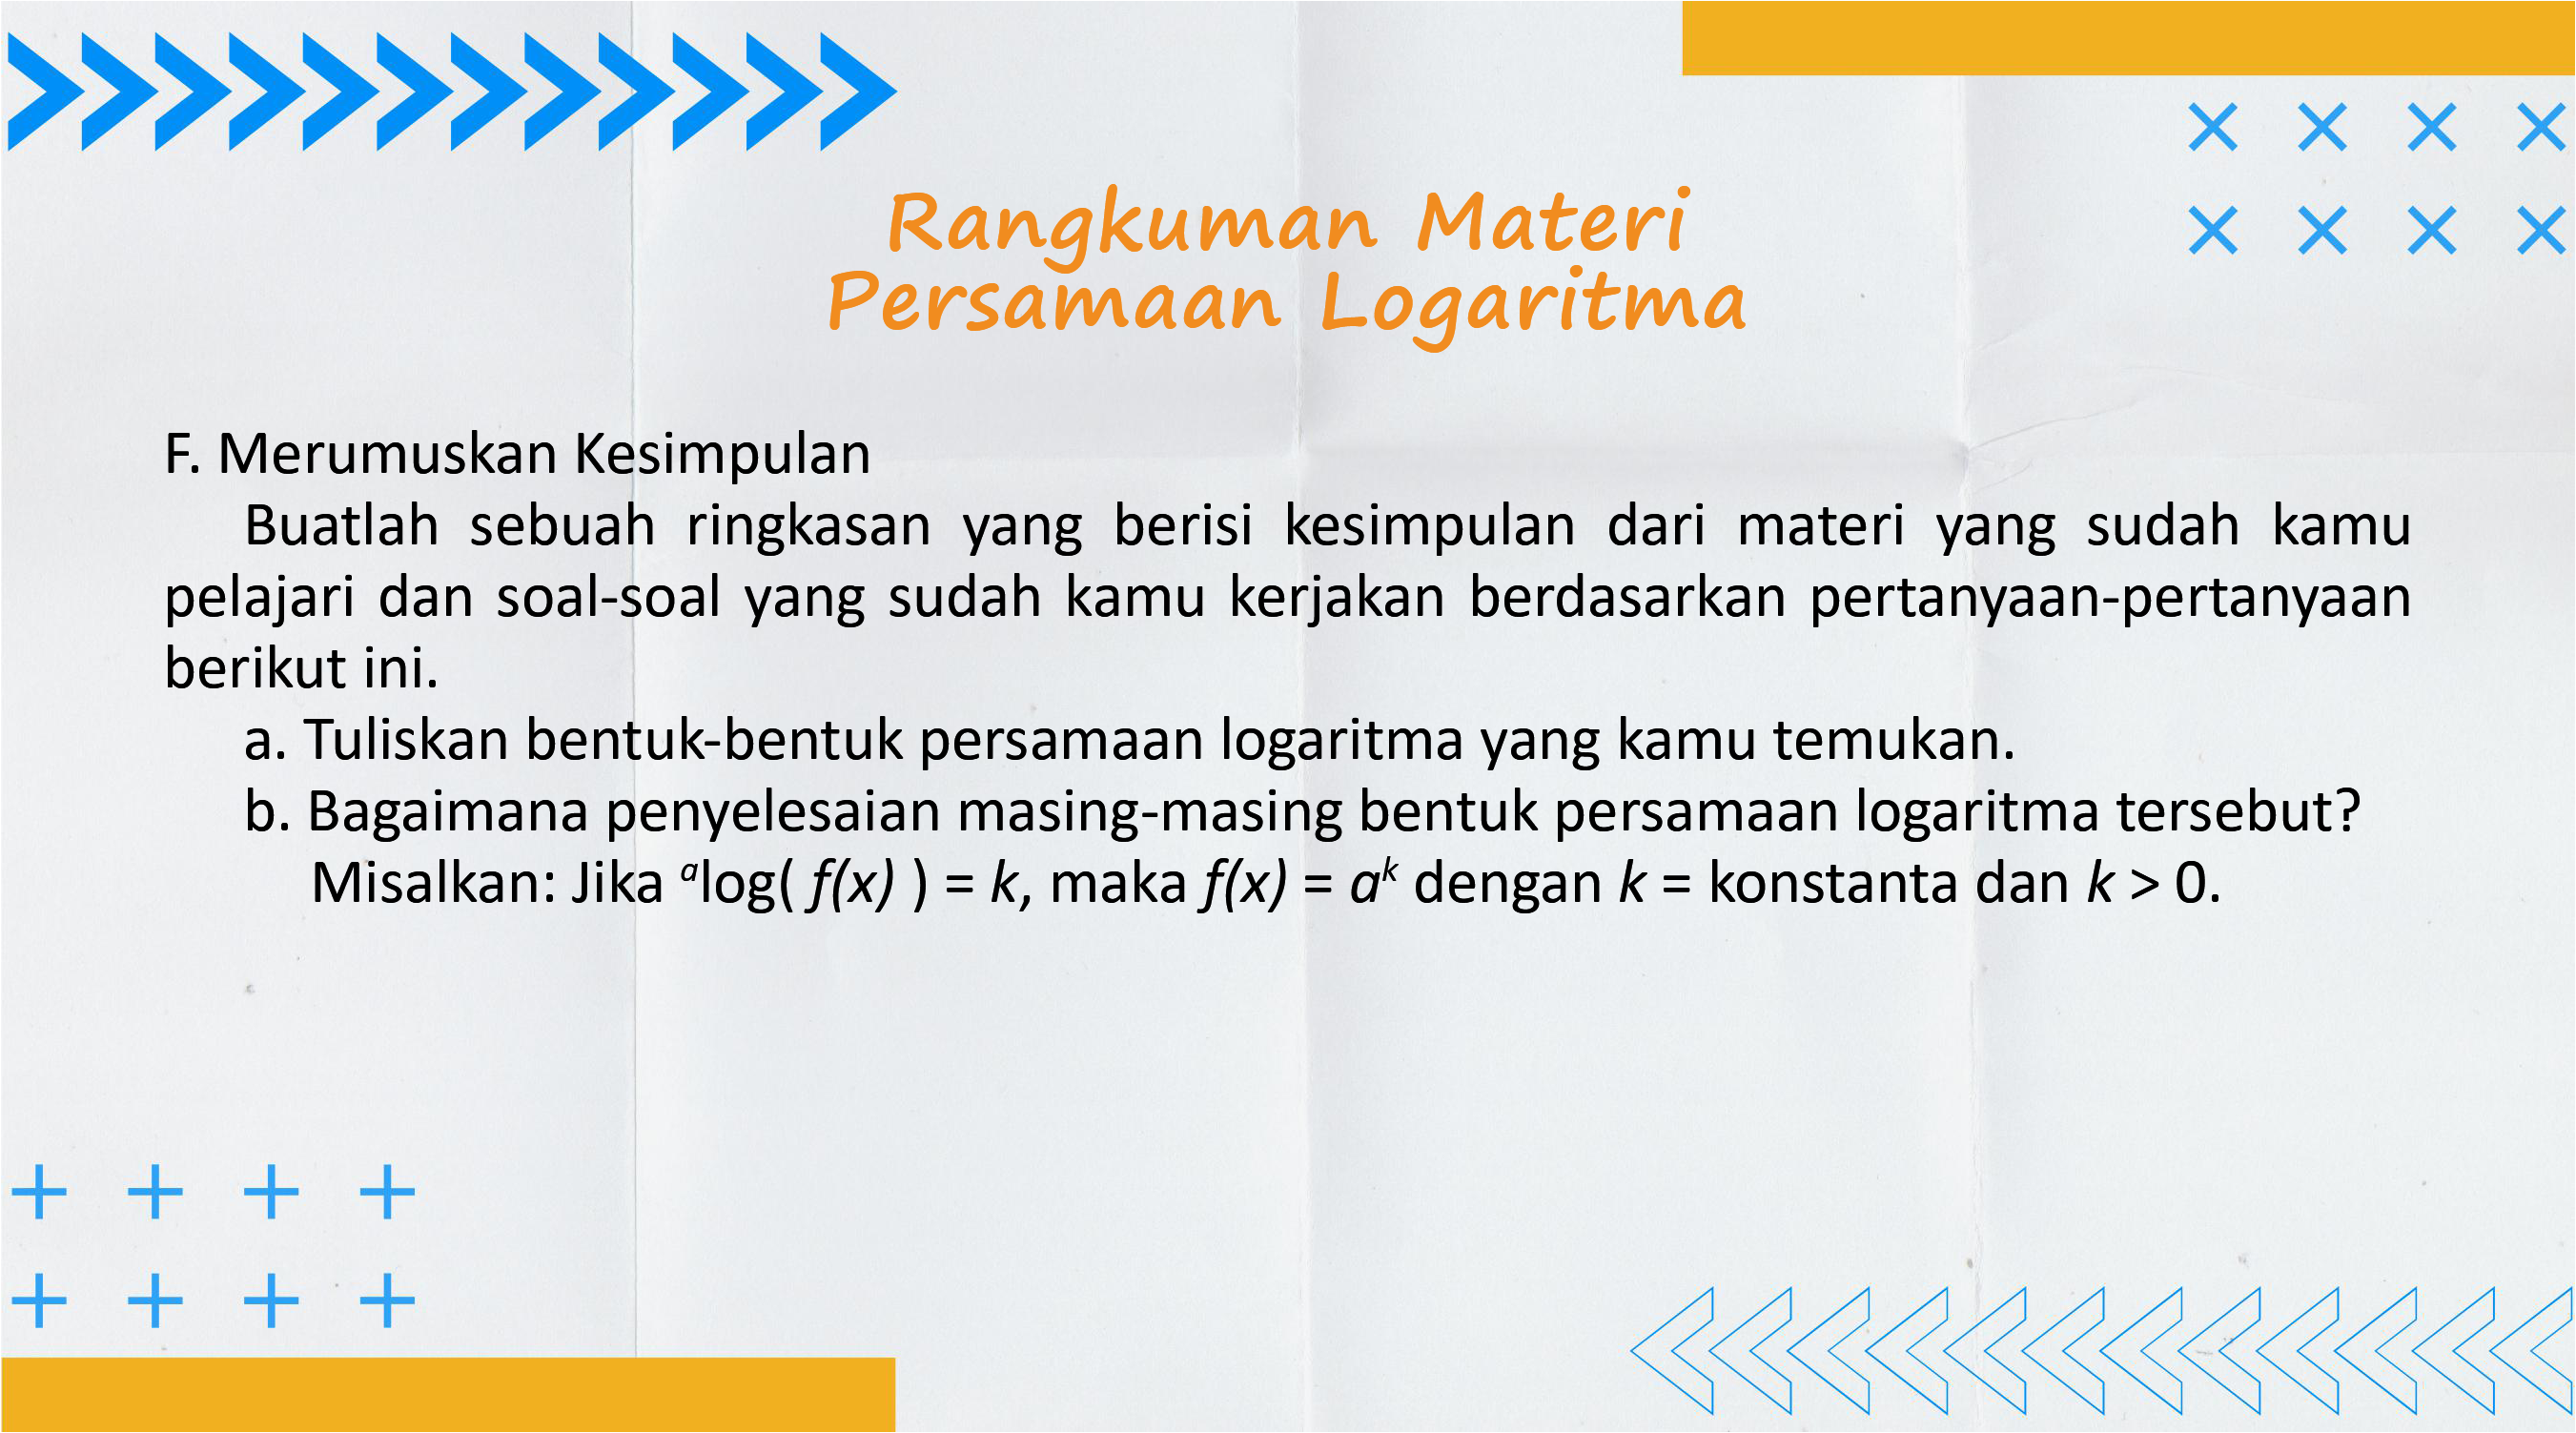 Rangkuman Materi
Persamaan Logaritma
F. Merumuskan Kesimpulan
Buatlah sebuah ringkasan yang berisi kesimpulan dari materi yang sudah kamu
pelajari dan soal-soal yang sudah kamu kerjakan berdasarkan pertanyaan-pertanyaan
berikut ini.
a. Tuliskan bentuk-bentuk persamaan logaritma yang kamu temukan.
b. Bagaimana penyelesaian masing-masing bentuk persamaan logaritma tersebut?
Misalkan: Jika ᵃlog( f(x) ) = k, maka f(x) = aᵏ dengan k = konstanta dan k > 0.